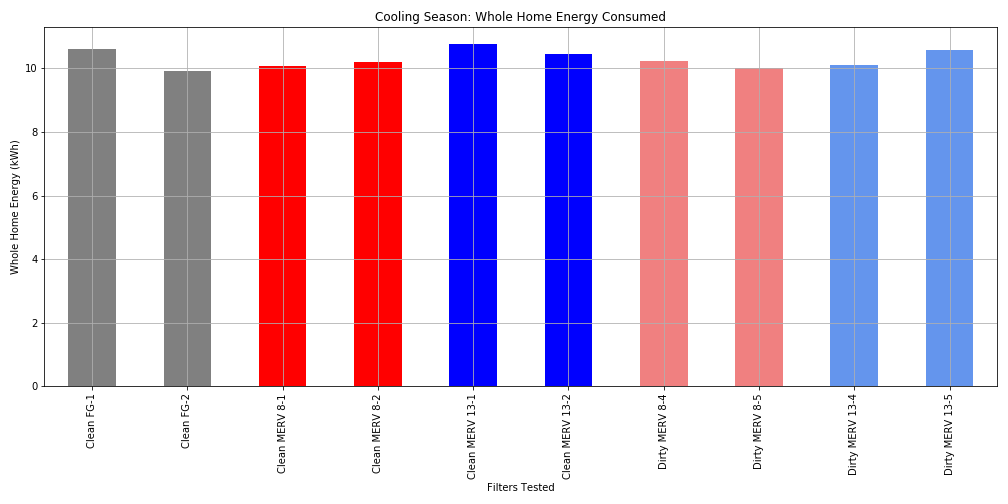 Cooling Season: Whole Home Energy Consumed
Whole Home Energy (kWh)
10
8
6
4
2
0
Clean FG-1
Clean FG-2
Clean MERV 8-1
Clean MERV 8-2
Clean MERV 13-1
Clean MERV 13-2
Dirty MERV 8-4
Dirty MERV 8-5
Dirty MERV 13-4
Dirty MERV 13-5
Filters Tested